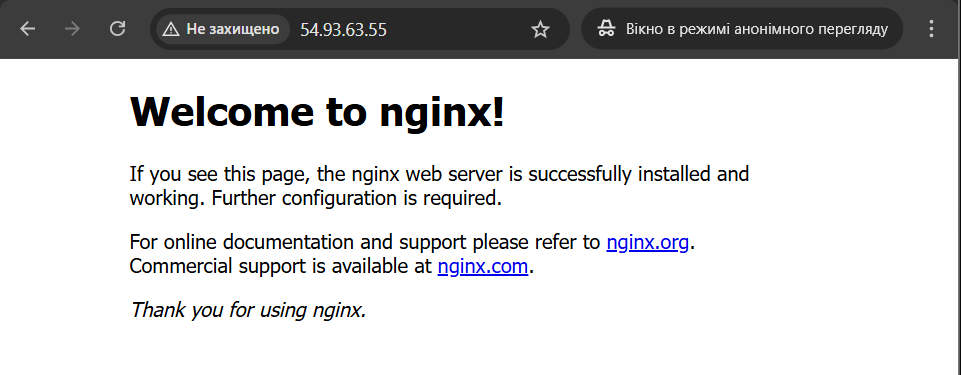 Не захищено
54.93.63.55
Вікно в режимі анонімного перегляду
Welcome to nginx!
If you see this page, the nginx web server is successfully installed and
working. Further configuration is required.
For online documentation and support please refer to nginx.org.
Commercial support is available at nginx.com.
Thank you for using nginx.